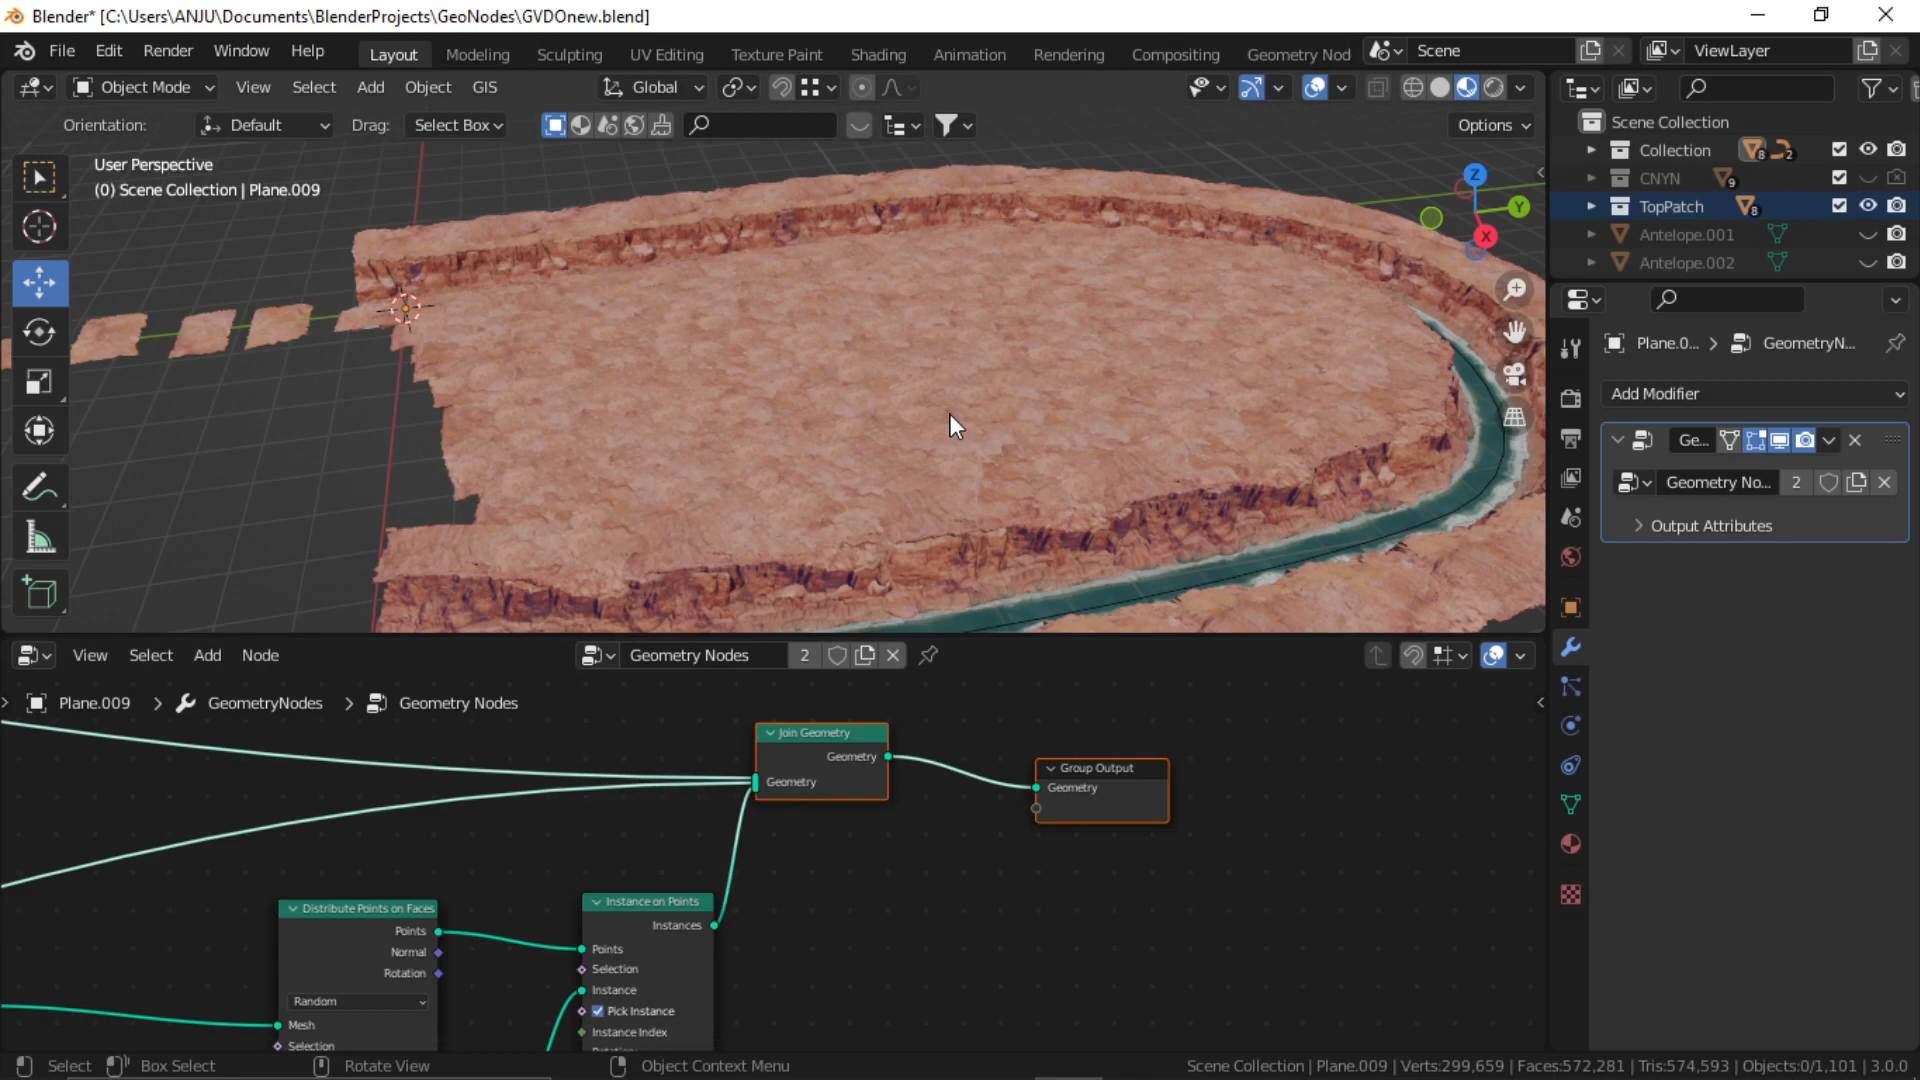 Blender* [C:\Users\ANJU\Documents\BlenderProjects\GeoNodes\GVDOnew.blend]
File Edit Render Window Help Layout Modeling Sculpting UV Editing Texture Paint Shading Animation Rendering Compositing Geometry Nod Scene ViewLayer
Object Mode View Select Add Object GIS Global
Orientation: Default Drag: Select Box Options
User Perspective
(0) Scene Collection | Plane.009
Z
Y
X
Scene Collection
Collection 8 2
CNYN 9
TopPatch 8
Antelope.001
Antelope.002
Plane.0... > GeometryN...
Add Modifier
Ge...
Geometry No... 2
Output Attributes
View Select Add Node Geometry Nodes 2
Plane.009 > GeometryNodes > Geometry Nodes
Join Geometry
Geometry
Geometry
Group Output
Geometry
Distribute Points on Faces
Points
Normal
Rotation
Random
Mesh
Selection
Instance on Points
Instances
Points
Selection
Instance
Pick Instance
Instance Index
Select Box Select Rotate View Object Context Menu Scene Collection | Plane.009 | Verts:299,659 | Faces:572,281 | Tris:574,593 | Objects:0/1,101 | 3.0.0